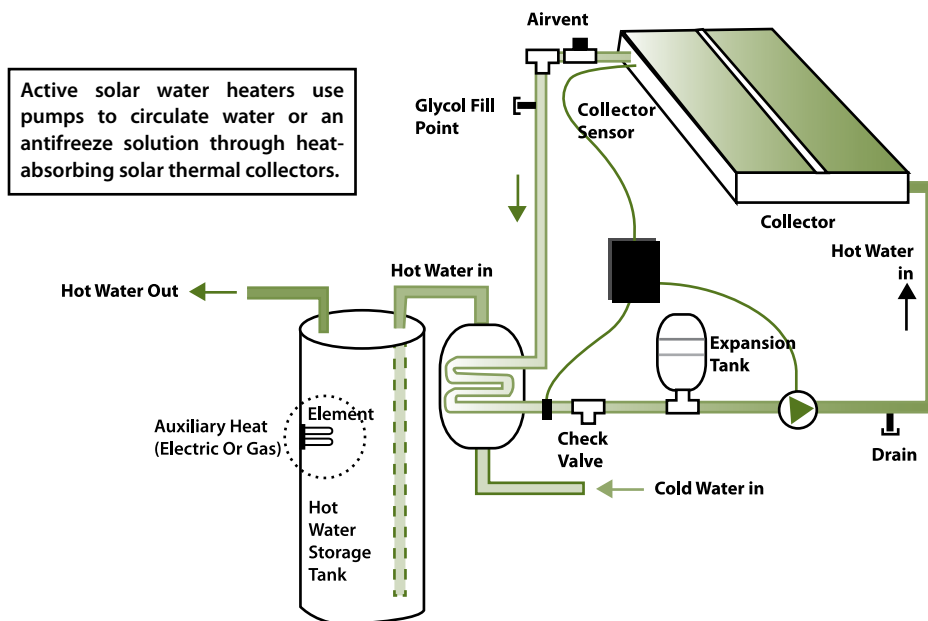 Airvent
Active solar water heaters use
pumps to circulate water or an
antifreeze solution through heat-
absorbing solar thermal collectors.
Glycol Fill
Point
Collector
Sensor
Collector
Hot Water
in
Hot Water in
Hot Water Out
Expansion
Tank
Element
Auxiliary Heat
(Electric Or Gas)
Check
Valve
Drain
Cold Water in
Hot
Water
Storage
Tank